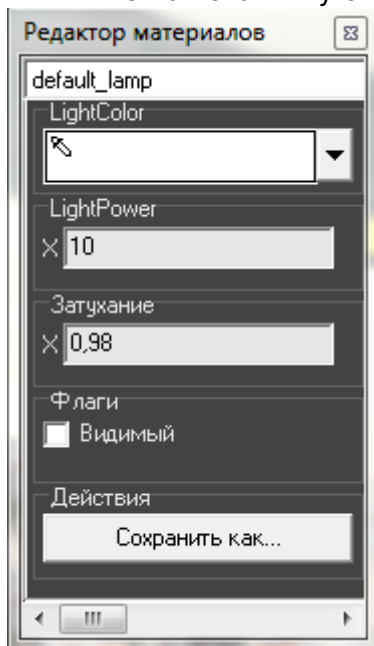 Редактор материалов
default_lamp
LightColor
LightPower
X 10
Затухание
X 0,98
Флаги
Видимый
Действия
Сохранить как...